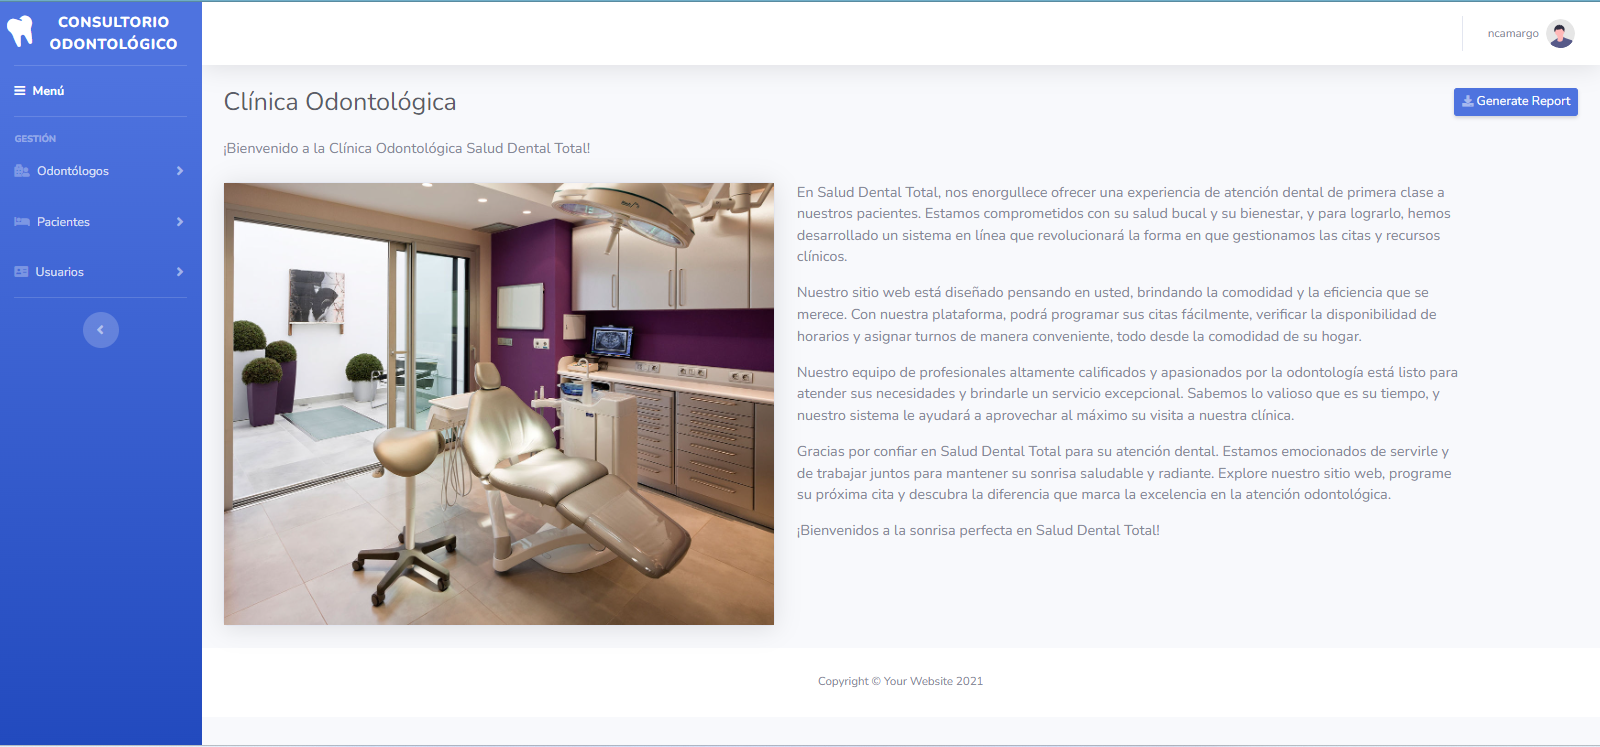 CONSULTORIO
ODONTOLÓGICO
ncamargo
Menú
GESTIÓN
Odontólogos
Pacientes
Usuarios
Clínica Odontológica
Generate Report
¡Bienvenido a la Clínica Odontológica Salud Dental Total!
En Salud Dental Total, nos enorgullece ofrecer una experiencia de atención dental de primera clase a
nuestros pacientes. Estamos comprometidos con su salud bucal y su bienestar, y para lograrlo, hemos
desarrollado un sistema en línea que revolucionará la forma en que gestionamos las citas y recursos
clínicos.
Nuestro sitio web está diseñado pensando en usted, brindando la comodidad y la eficiencia que se
merece. Con nuestra plataforma, podrá programar sus citas fácilmente, verificar la disponibilidad de
horarios y asignar turnos de manera conveniente, todo desde la comodidad de su hogar.
Nuestro equipo de profesionales altamente calificados y apasionados por la odontología está listo para
atender sus necesidades y brindarle un servicio excepcional. Sabemos lo valioso que es su tiempo, y
nuestro sistema le ayudará a aprovechar al máximo su visita a nuestra clínica.
Gracias por confiar en Salud Dental Total para su atención dental. Estamos emocionados de servirle y
de trabajar juntos para mantener su sonrisa saludable y radiante. Explore nuestro sitio web, programe
su próxima cita y descubra la diferencia que marca la excelencia en la atención odontológica.
¡Bienvenidos a la sonrisa perfecta en Salud Dental Total!
Copyright © Your Website 2021